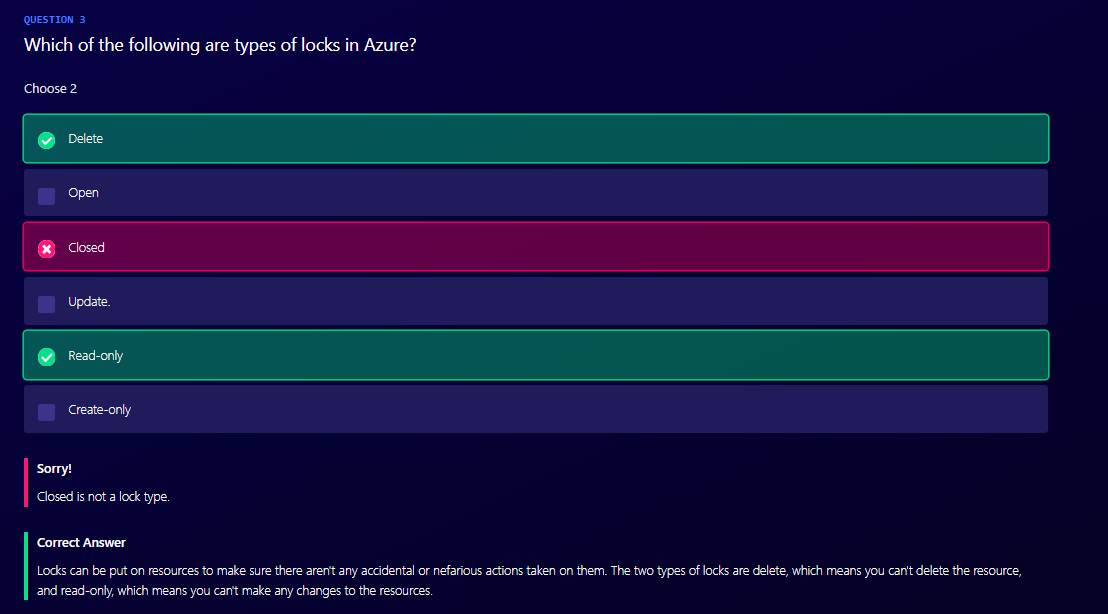 QUESTION 3
Which of the following are types of locks in Azure?
Choose 2
Delete
Open
Closed
Update.
Read-only
Create-only
Sorry!
Closed is not a lock type.
Correct Answer
Locks can be put on resources to make sure there aren't any accidental or nefarious actions taken on them. The two types of locks are delete, which means you can't delete the resource,
and read-only, which means you can't make any changes to the resources.